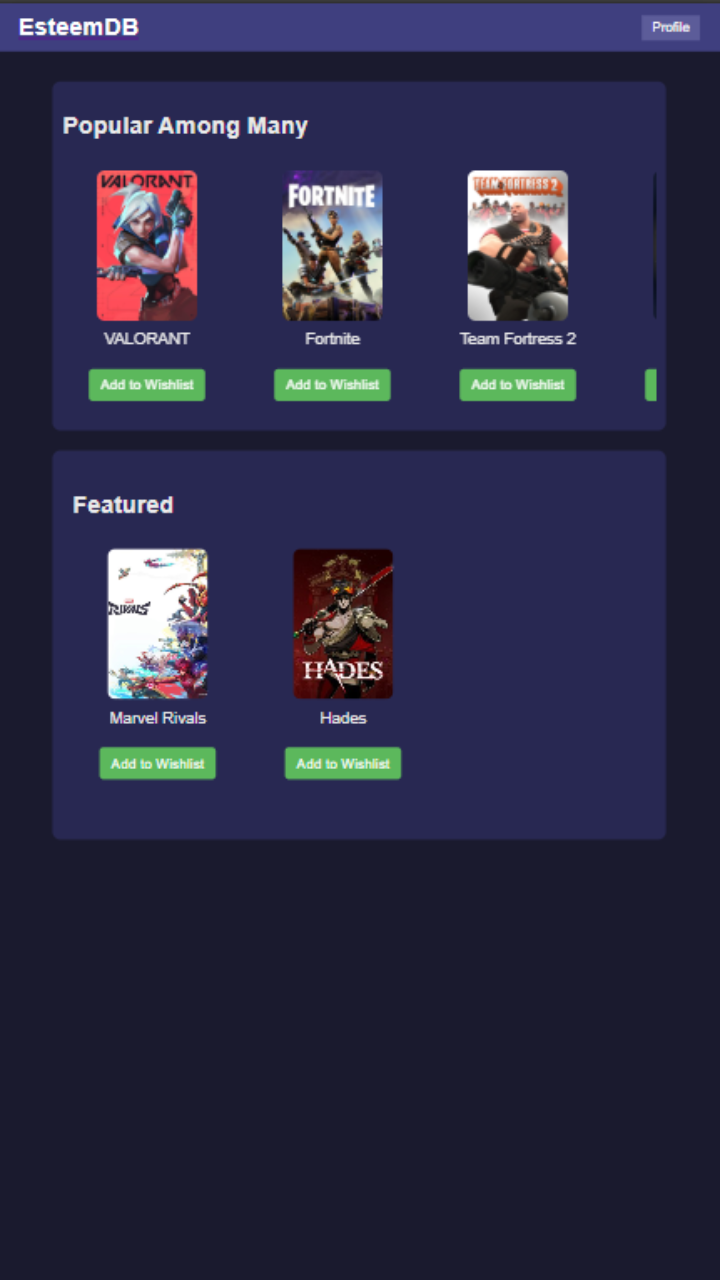 EsteemDB
Profile
Popular Among Many
VALORANT
FORTNITE
TEAM FORTRESS 2
VALORANT
Fortnite
Team Fortress 2
Add to Wishlist
Add to Wishlist
Add to Wishlist
Featured
RIVALS
HADES
Marvel Rivals
Hades
Add to Wishlist
Add to Wishlist